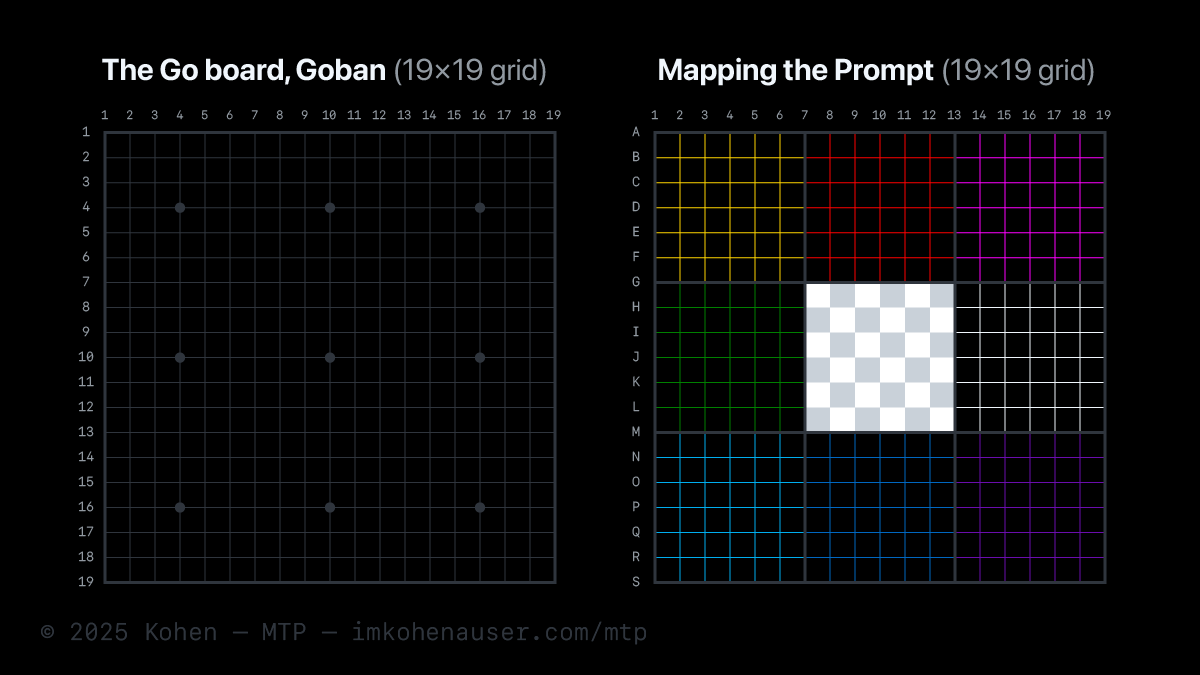 The Go board, Goban (19×19 grid)
1 2 3 4 5 6 7 8 9 10 11 12 13 14 15 16 17 18 19
1
2
3
4
5
6
7
8
9
10
11
12
13
14
15
16
17
18
19
Mapping the Prompt (19×19 grid)
1 2 3 4 5 6 7 8 9 10 11 12 13 14 15 16 17 18 19
A
B
C
D
E
F
G
H
I
J
K
L
M
N
O
P
Q
R
S
© 2025 Kohen — MTP — imkohenauser.com/mtp